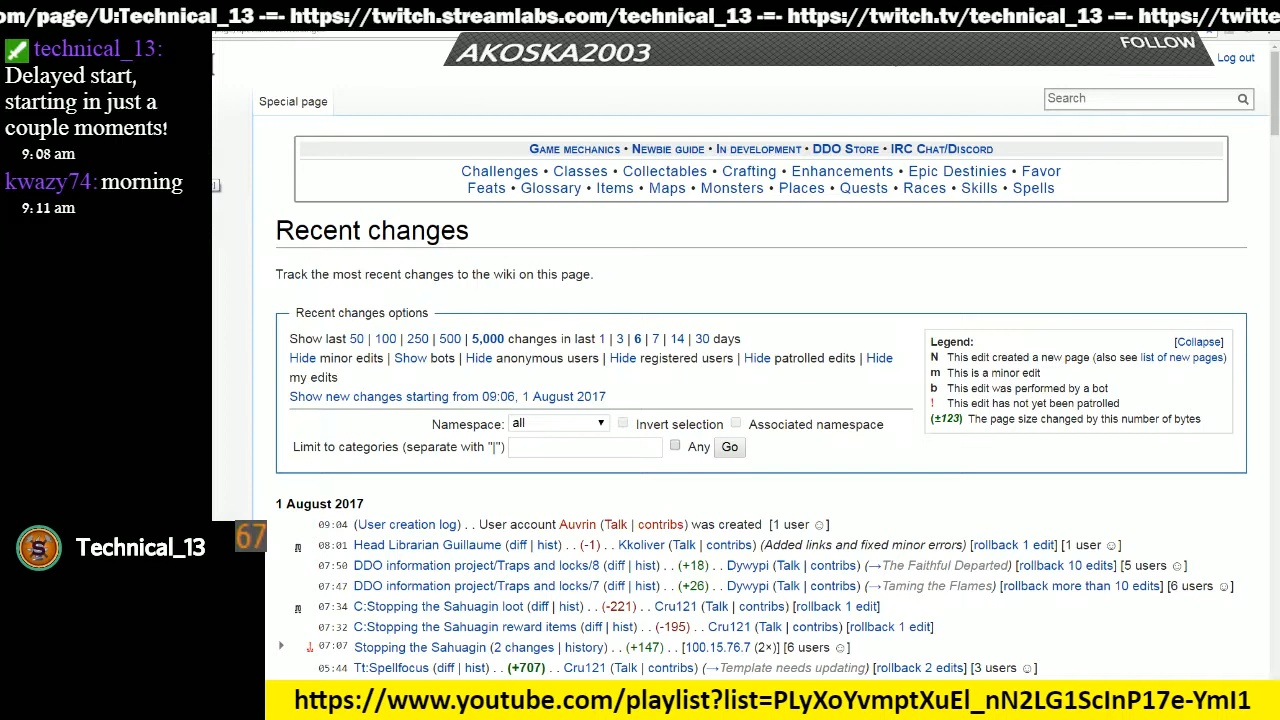 om/page/U:Technical_13 -=- https://twitch.streamlabs.com/technical_13 -=- https://twitch.tv/technical_13 -=- https://twitte
technical_13:
Delayed start,
starting in just a
couple moments!
9:08 am
kwazy74: morning
9:11 am
AKOSKA2003
FOLLOW
Log out
Special page
Search
Game mechanics • Newbie guide • In development • DDO Store • IRC Chat/Discord
Challenges • Classes • Collectables • Crafting • Enhancements • Epic Destinies • Favor
Feats • Glossary • Items • Maps • Monsters • Places • Quests • Races • Skills • Spells
Recent changes
Track the most recent changes to the wiki on this page.
Recent changes options
Show last 50 | 100 | 250 | 500 | 5,000 changes in last 1 | 3 | 6 | 7 | 14 | 30 days
Hide minor edits | Show bots | Hide anonymous users | Hide registered users | Hide patrolled edits | Hide
my edits
Show new changes starting from 09:06, 1 August 2017
Namespace: all Invert selection Associated namespace
Limit to categories (separate with "|") Any Go
Legend: [Collapse]
N This edit created a new page (also see list of new pages)
m This is a minor edit
b This edit was performed by a bot
! This edit has not yet been patrolled
(±123) The page size changed by this number of bytes
1 August 2017
09:04 (User creation log) . . User account Auvrin (Talk | contribs) was created [1 user ☺]
m 08:01 Head Librarian Guillaume (diff | hist) . . (-1) . . Kkoliver (Talk | contribs) (Added links and fixed minor errors) [rollback 1 edit] [1 user ☺]
07:50 DDO information project/Traps and locks/8 (diff | hist) . . (+18) . . Dywypi (Talk | contribs) (→The Faithful Departed) [rollback 10 edits] [5 users ☺]
07:47 DDO information project/Traps and locks/7 (diff | hist) . . (+26) . . Dywypi (Talk | contribs) (→Taming the Flames) [rollback more than 10 edits] [6 users ☺]
m 07:34 C:Stopping the Sahuagin loot (diff | hist) . . (-221) . . Cru121 (Talk | contribs) [rollback 1 edit]
07:32 C:Stopping the Sahuagin reward items (diff | hist) . . (-195) . . Cru121 (Talk | contribs) [rollback 1 edit]
! 07:07 Stopping the Sahuagin (2 changes | history) . . (+147) . . [100.15.76.7 (2×)] [6 users ☺]
05:44 Tt:Spellfocus (diff | hist) . . (+707) . . Cru121 (Talk | contribs) (→Template needs updating) [rollback 2 edits] [3 users ☺]
Technical_13
67
https://www.youtube.com/playlist?list=PLyXoYvmptXuEl_nN2LG1ScInP17e-YmI1